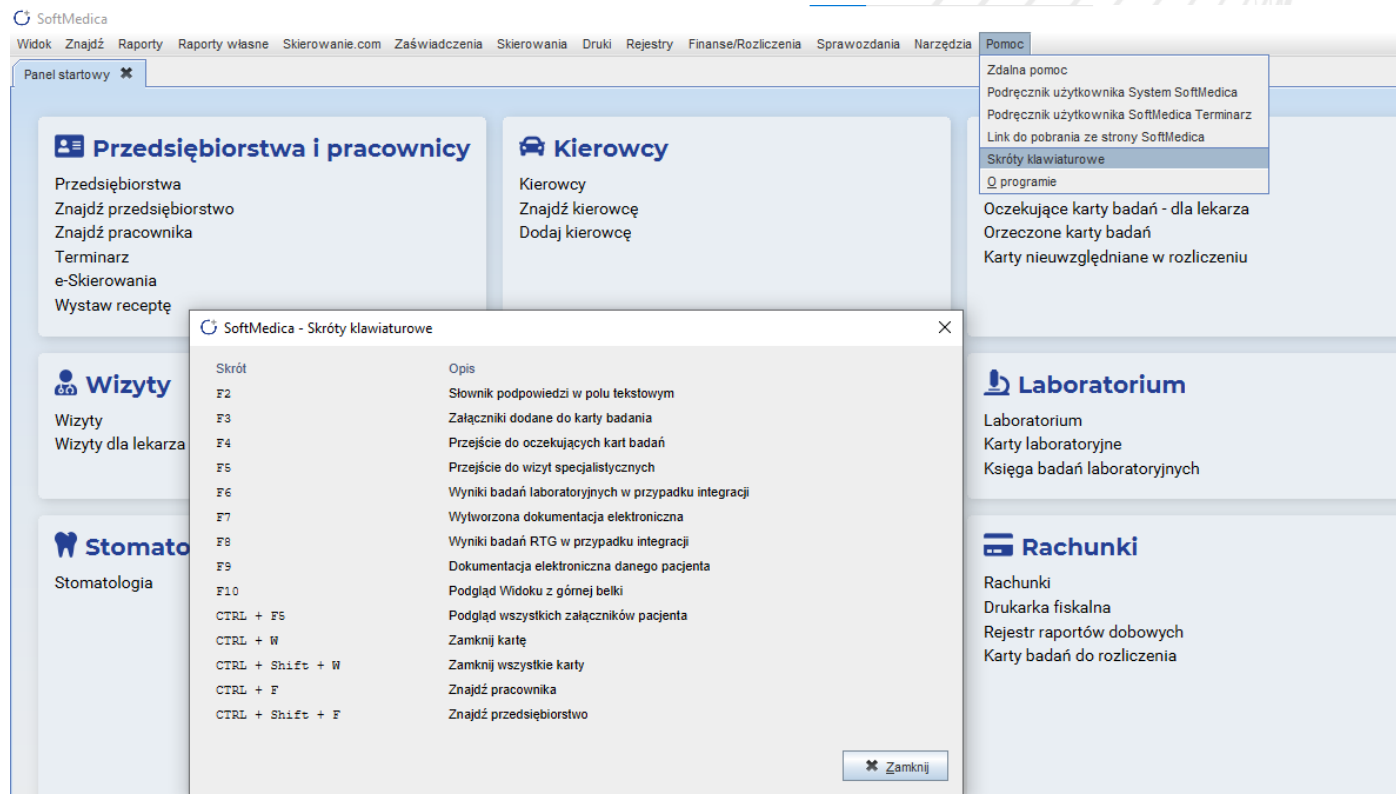 SoftMedica
Widok Znajdź Raporty Raporty własne Skierowanie.com Zaświadczenia Skierowania Druki Rejestry Finanse/Rozliczenia Sprawozdania Narzędzia Pomoc
Panel startowy
Zdalna pomoc
Podręcznik użytkownika System SoftMedica
Podręcznik użytkownika SoftMedica Terminarz
Link do pobrania ze strony SoftMedica
Skróty klawiaturowe
O programie
Przedsiębiorstwa i pracownicy
Przedsiębiorstwa
Znajdź przedsiębiorstwo
Znajdź pracownika
Terminarz
e-Skierowania
Wystaw receptę
Kierowcy
Kierowcy
Znajdź kierowcę
Dodaj kierowcę
Oczekujące karty badań - dla lekarza
Orzeczone karty badań
Karty nieuwzględniane w rozliczeniu
Wizyty
Wizyty
Wizyty dla lekarza
Stomato
Stomatologia
SoftMedica - Skróty klawiaturowe
Skrót Opis
F2 Słownik podpowiedzi w polu tekstowym
F3 Załączniki dodane do karty badania
F4 Przejście do oczekujących kart badań
F5 Przejście do wizyt specjalistycznych
F6 Wyniki badań laboratoryjnych w przypadku integracji
F7 Wytworzona dokumentacja elektroniczna
F8 Wyniki badań RTG w przypadku integracji
F9 Dokumentacja elektroniczna danego pacjenta
F10 Podgląd Widoku z górnej belki
CTRL + F5 Podgląd wszystkich załączników pacjenta
CTRL + W Zamknij kartę
CTRL + Shift + W Zamknij wszystkie karty
CTRL + F Znajdź pracownika
CTRL + Shift + F Znajdź przedsiębiorstwo
Zamknij
Laboratorium
Laboratorium
Karty laboratoryjne
Księga badań laboratoryjnych
Rachunki
Rachunki
Drukarka fiskalna
Rejestr raportów dobowych
Karty badań do rozliczenia